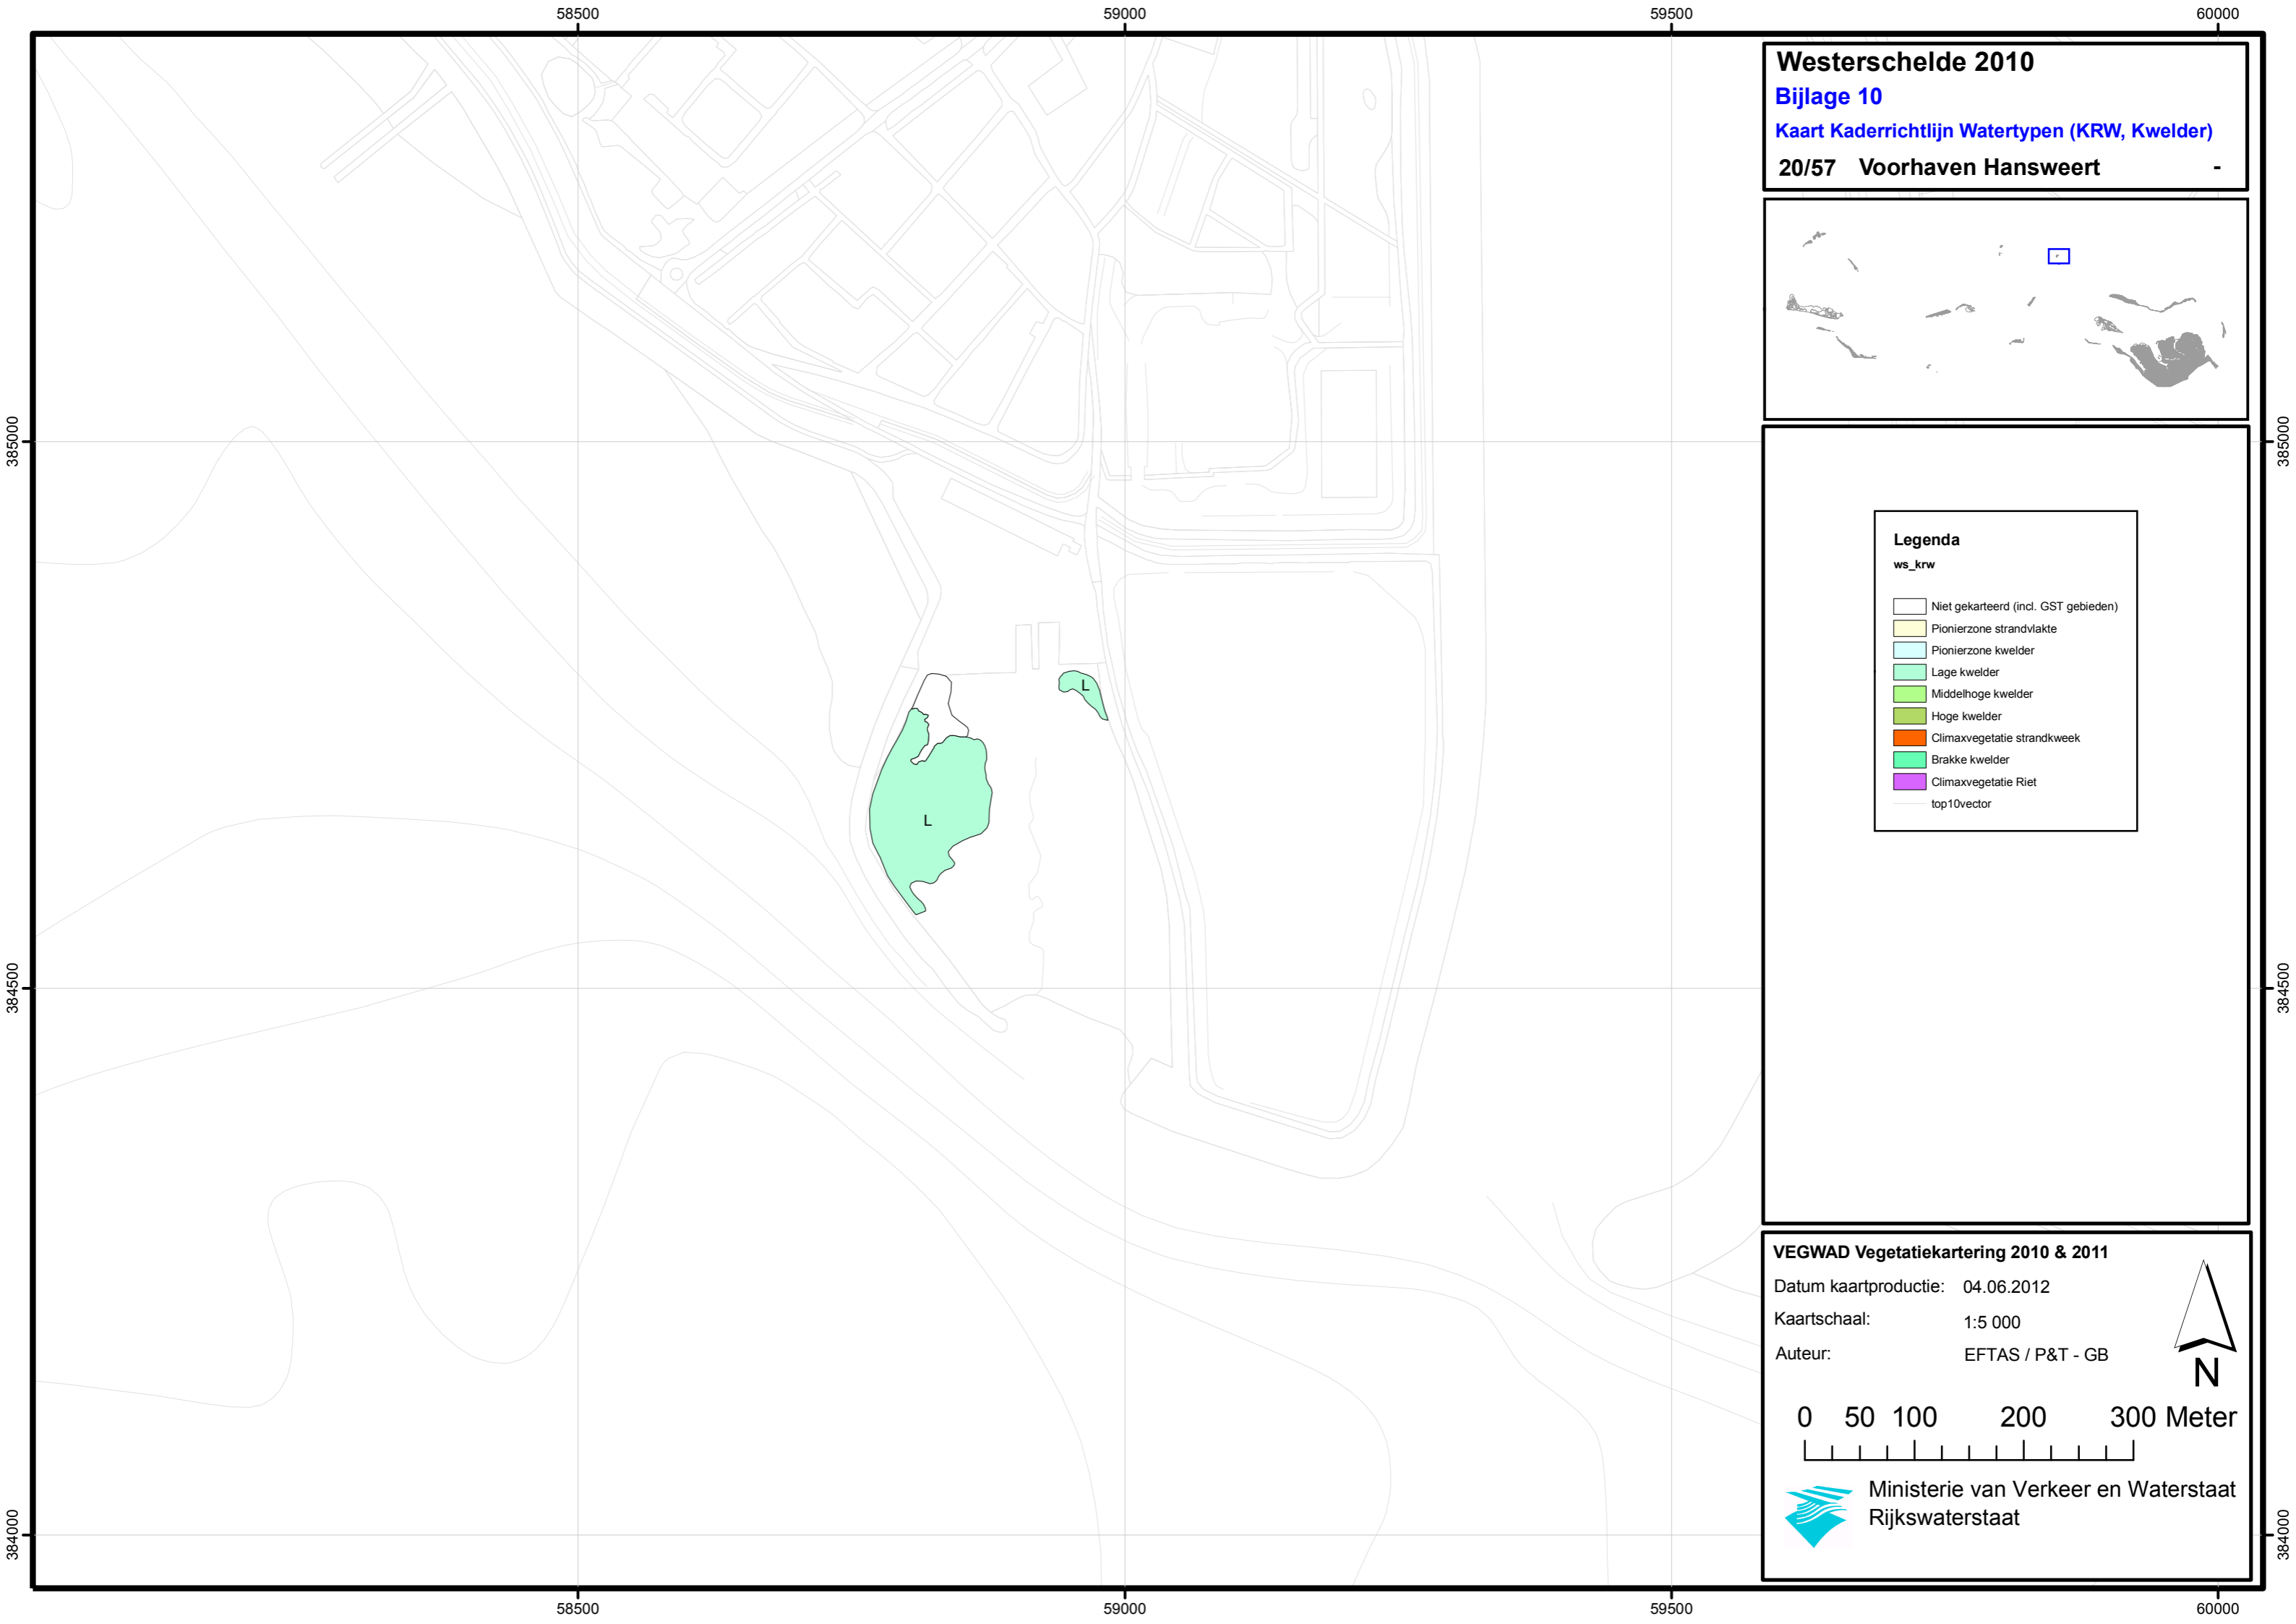 58500 59000 59500 60000
Westerschelde 2010
Bijlage 10
Kaart Kaderrichtlijn Watertypen (KRW, Kwelder)
20/57 Voorhaven Hansweert -
385000 385000
Legenda
ws_krw
Niet gekarteerd (incl. GST gebieden)
Pionierzone strandvlakte
Pionierzone kwelder
Lage kwelder
Middelhoge kwelder
Hoge kwelder
Climaxvegetatie strandkweek
Brakke kwelder
Climaxvegetatie Riet
top10vector
L
L
384500 384500
VEGWAD Vegetatiekartering 2010 & 2011
Datum kaartproductie: 04.06.2012
Kaartschaal: 1:5 000
Auteur: EFTAS / P&T - GB
N
0 50 100 200 300 Meter
Ministerie van Verkeer en Waterstaat
Rijkswaterstaat
384000 384000
58500 59000 59500 60000